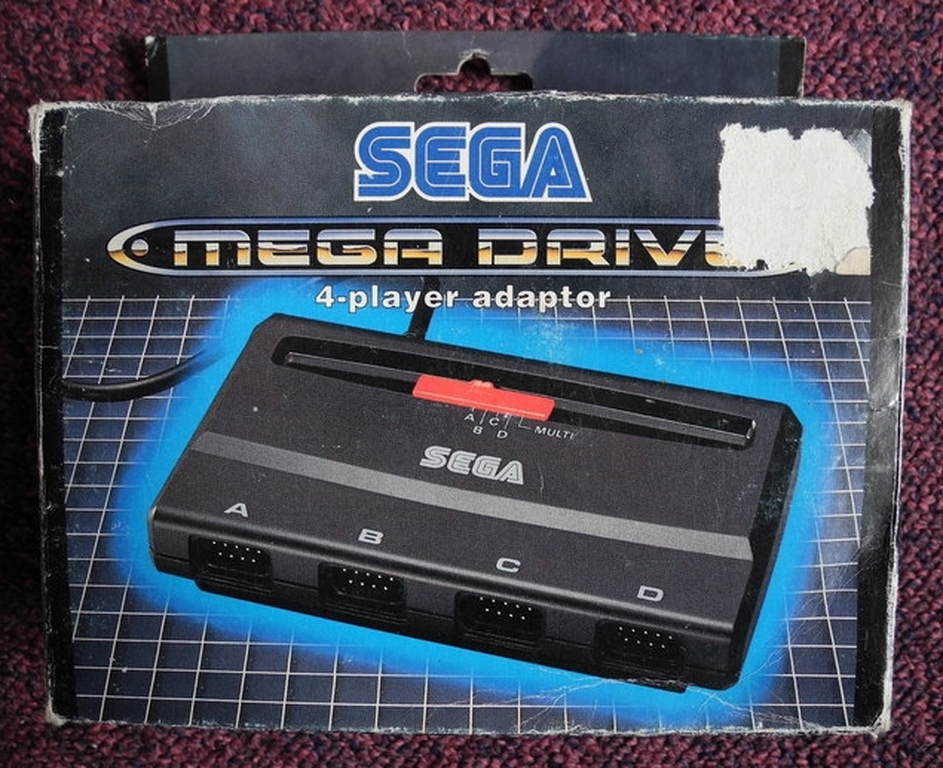 SEGA
MEGA DRIV
4-player adaptor
A C MULTI
B D
SEGA
A
B
C
D